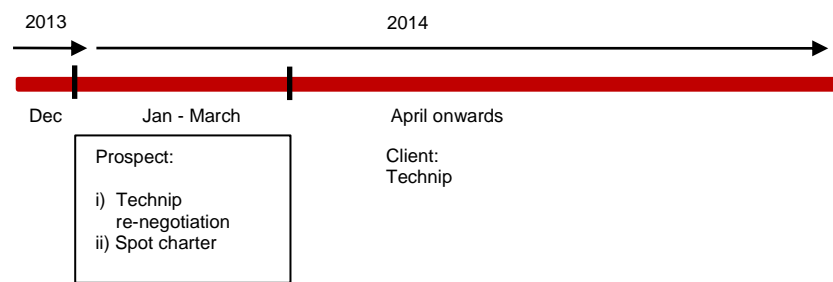 2013
2014
Dec
Jan - March
April onwards
Prospect:
i) Technip
re-negotiation
ii) Spot charter
Client:
Technip